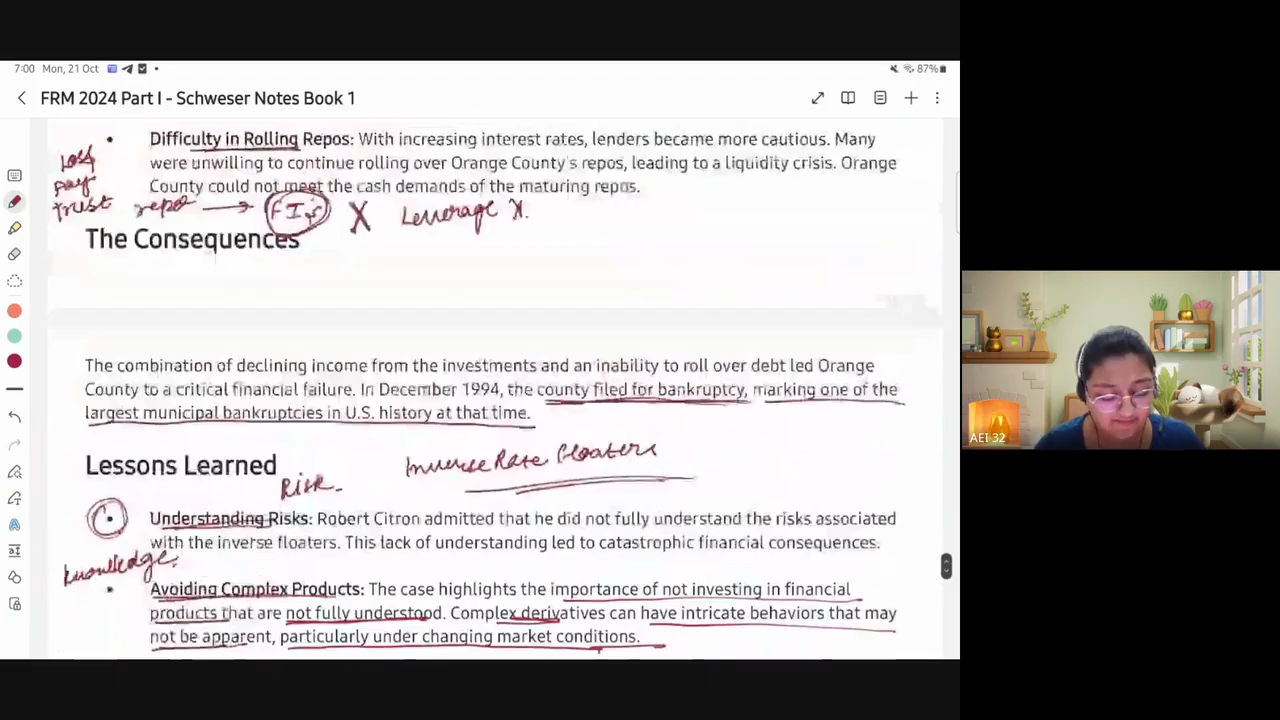 7:00 Mon, 21 Oct
87%
FRM 2024 Part I - Schweser Notes Book 1
• Difficulty in Rolling Repos: With increasing interest rates, lenders became more cautious. Many
were unwilling to continue rolling over Orange County's repos, leading to a liquidity crisis. Orange
County could not meet the cash demands of the maturing repos.
Loss
pay
trust repo → FI's X Leverage X.
The Consequences
The combination of declining income from the investments and an inability to roll over debt led Orange
County to a critical financial failure. In December 1994, the county filed for bankruptcy, marking one of the
largest municipal bankruptcies in U.S. history at that time.
Lessons Learned
Inverse Rate Floaters
Risk
• Understanding Risks: Robert Citron admitted that he did not fully understand the risks associated
with the inverse floaters. This lack of understanding led to catastrophic financial consequences.
knowledge.
• Avoiding Complex Products: The case highlights the importance of not investing in financial
products that are not fully understood. Complex derivatives can have intricate behaviors that may
not be apparent, particularly under changing market conditions.
AEI 32